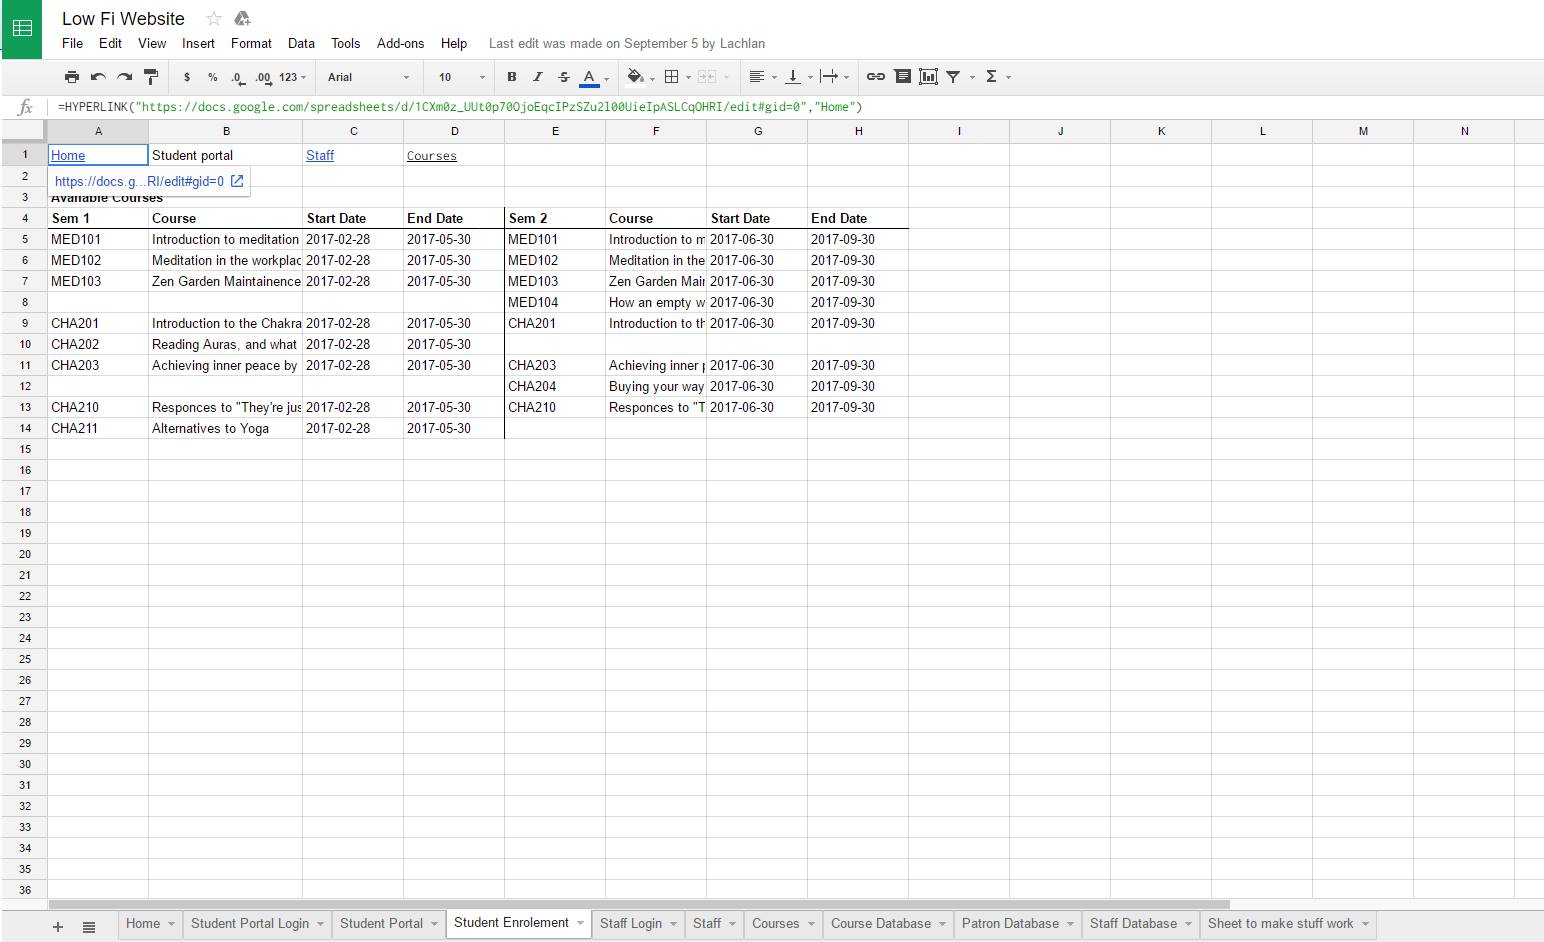 Low Fi Website
File Edit View Insert Format Data Tools Add-ons Help Last edit was made on September 5 by Lachlan
$ % .0 .00 123 Arial 10 B I S A Σ
fx =HYPERLINK("https://docs.google.com/spreadsheets/d/1CXm0z_UUt0p70OjoEqcIPzSZu2l00UieIpASLCqOHRI/edit#gid=0","Home")
A B C D E F G H I J K L M N
1 Home Student portal Staff Courses
2 https://docs.g...RI/edit#gid=0
3 Available Courses
4 Sem 1 Course Start Date End Date Sem 2 Course Start Date End Date
5 MED101 Introduction to meditation 2017-02-28 2017-05-30 MED101 Introduction to m 2017-06-30 2017-09-30
6 MED102 Meditation in the workplac 2017-02-28 2017-05-30 MED102 Meditation in the 2017-06-30 2017-09-30
7 MED103 Zen Garden Maintainence 2017-02-28 2017-05-30 MED103 Zen Garden Mair 2017-06-30 2017-09-30
8 MED104 How an empty w 2017-06-30 2017-09-30
9 CHA201 Introduction to the Chakra 2017-02-28 2017-05-30 CHA201 Introduction to th 2017-06-30 2017-09-30
10 CHA202 Reading Auras, and what 2017-02-28 2017-05-30
11 CHA203 Achieving inner peace by 2017-02-28 2017-05-30 CHA203 Achieving inner p 2017-06-30 2017-09-30
12 CHA204 Buying your way 2017-06-30 2017-09-30
13 CHA210 Responces to "They're jus 2017-02-28 2017-05-30 CHA210 Responces to "T 2017-06-30 2017-09-30
14 CHA211 Alternatives to Yoga 2017-02-28 2017-05-30
15
16
17
18
19
20
21
22
23
24
25
26
27
28
29
30
31
32
33
34
35
36
+ Home Student Portal Login Student Portal Student Enrolement Staff Login Staff Courses Course Database Patron Database Staff Database Sheet to make stuff work